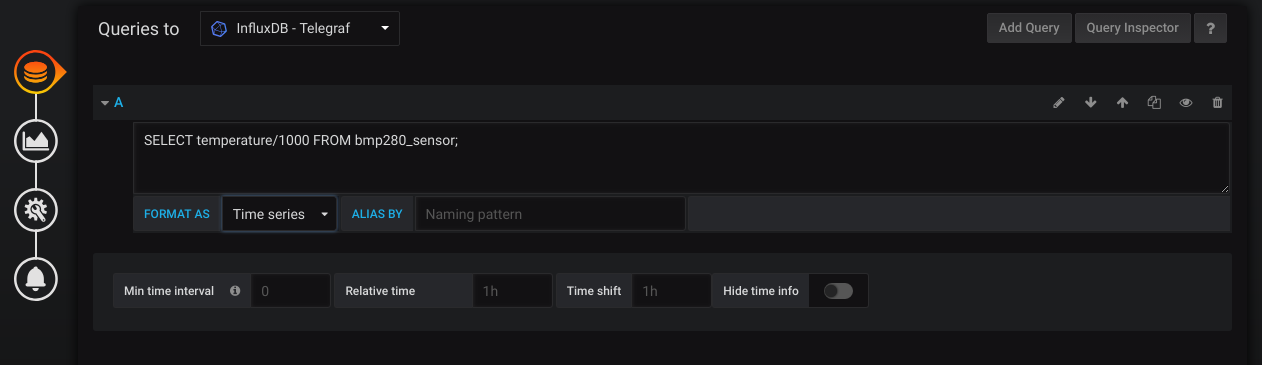 Queries to InfluxDB - Telegraf Add Query Query Inspector ?
A
SELECT temperature/1000 FROM bmp280_sensor;
FORMAT AS Time series ALIAS BY Naming pattern
Min time interval 0 Relative time 1h Time shift 1h Hide time info